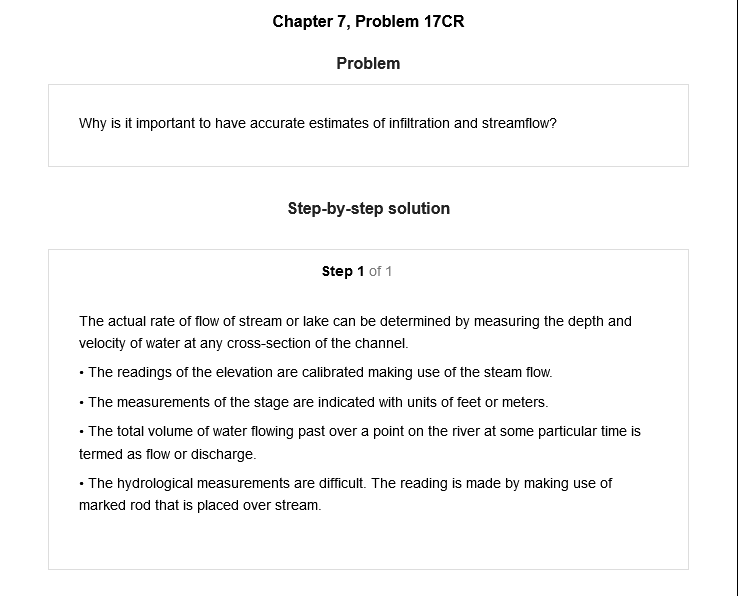 Chapter 7, Problem 17CR
Problem
Why is it important to have accurate estimates of infiltration and streamflow?
Step-by-step solution
Step 1 of 1
The actual rate of flow of stream or lake can be determined by measuring the depth and
velocity of water at any cross-section of the channel.
• The readings of the elevation are calibrated making use of the steam flow.
• The measurements of the stage are indicated with units of feet or meters.
• The total volume of water flowing past over a point on the river at some particular time is
termed as flow or discharge.
• The hydrological measurements are difficult. The reading is made by making use of
marked rod that is placed over stream.